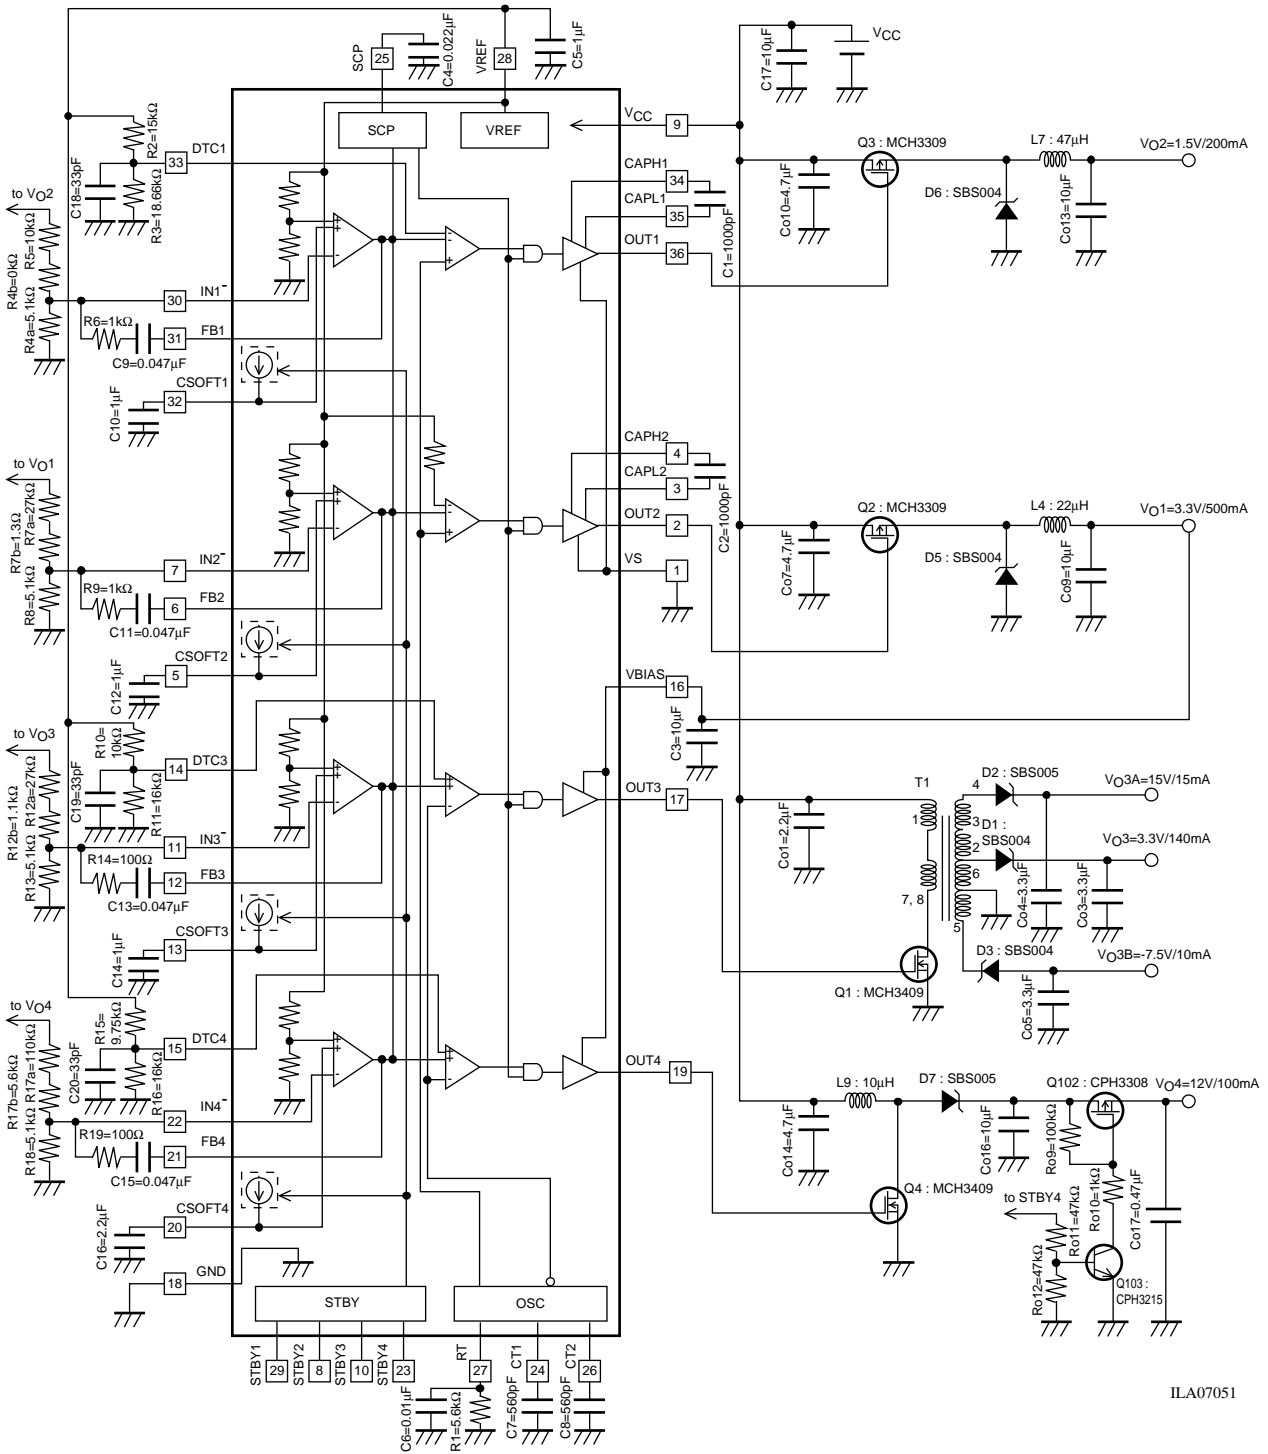 SCP
25
C4=0.022μF
VREF
28
C5=1μF
C17=10μF
VCC
R2=15kΩ
DTC1
33
C18=33pF
R3=18.66kΩ
SCP
VREF
VCC
9
CAPH1
34
CAPL1
35
OUT1
36
C1=1000pF
Q3 : MCH3309
Co10=4.7μF
D6 : SBS004
L7 : 47μH
Co13=10μF
VO2=1.5V/200mA
to VO2
R5=10kΩ
R4b=0kΩ
R4a=5.1kΩ
30
IN1-
R6=1kΩ
31
FB1
C9=0.047μF
CSOFT1
32
C10=1μF
+
+
-
-
-
+
to VO1
R7a=27kΩ
R7b=1.3Ω
R8=5.1kΩ
7
IN2-
R9=1kΩ
6
FB2
C11=0.047μF
CSOFT2
5
C12=1μF
+
+
-
-
-
+
CAPH2
4
CAPL2
3
OUT2
2
C2=1000pF
VS
1
Q2 : MCH3309
Co7=4.7μF
D5 : SBS004
L4 : 22μH
Co9=10μF
VO1=3.3V/500mA
VBIAS
16
C3=10μF
to VO3
R10=
10kΩ
DTC3
14
C19=33pF
R11=16kΩ
R12a=27kΩ
R12b=1.1kΩ
R13=5.1kΩ
11
IN3-
R14=100Ω
12
FB3
C13=0.047μF
CSOFT3
13
C14=1μF
+
+
-
+
+
-
OUT3
17
Co1=2.2μF
T1
1
7, 8
4
3
2
6
5
D2 : SBS005
D1 :
SBS004
D3 : SBS004
VO3A=15V/15mA
VO3=3.3V/140mA
Co4=3.3μF
Co3=3.3μF
VO3B=-7.5V/10mA
Co5=3.3μF
Q1 : MCH3409
to VO4
R15=
9.75kΩ
DTC4
15
C20=33pF
R16=16kΩ
R17a=110kΩ
R17b=5.6kΩ
R18=5.1kΩ
22
IN4-
R19=100Ω
21
FB4
C15=0.047μF
CSOFT4
20
C16=2.2μF
+
+
-
+
+
-
OUT4
19
L9 : 10μH
D7 : SBS005
Q102 : CPH3308
VO4=12V/100mA
Co14=4.7μF
Co16=10μF
Ro9=100kΩ
Ro10=1kΩ
Co17=0.47μF
Q4 : MCH3409
to STBY4
Ro11=47kΩ
Ro12=47kΩ
Q103 :
CPH3215
18
GND
STBY
OSC
STBY1
29
STBY2
8
STBY3
10
STBY4
23
RT
27
CT1
24
CT2
26
C6=0.01μF
R1=5.6kΩ
C7=560pF
C8=560pF
ILA07051